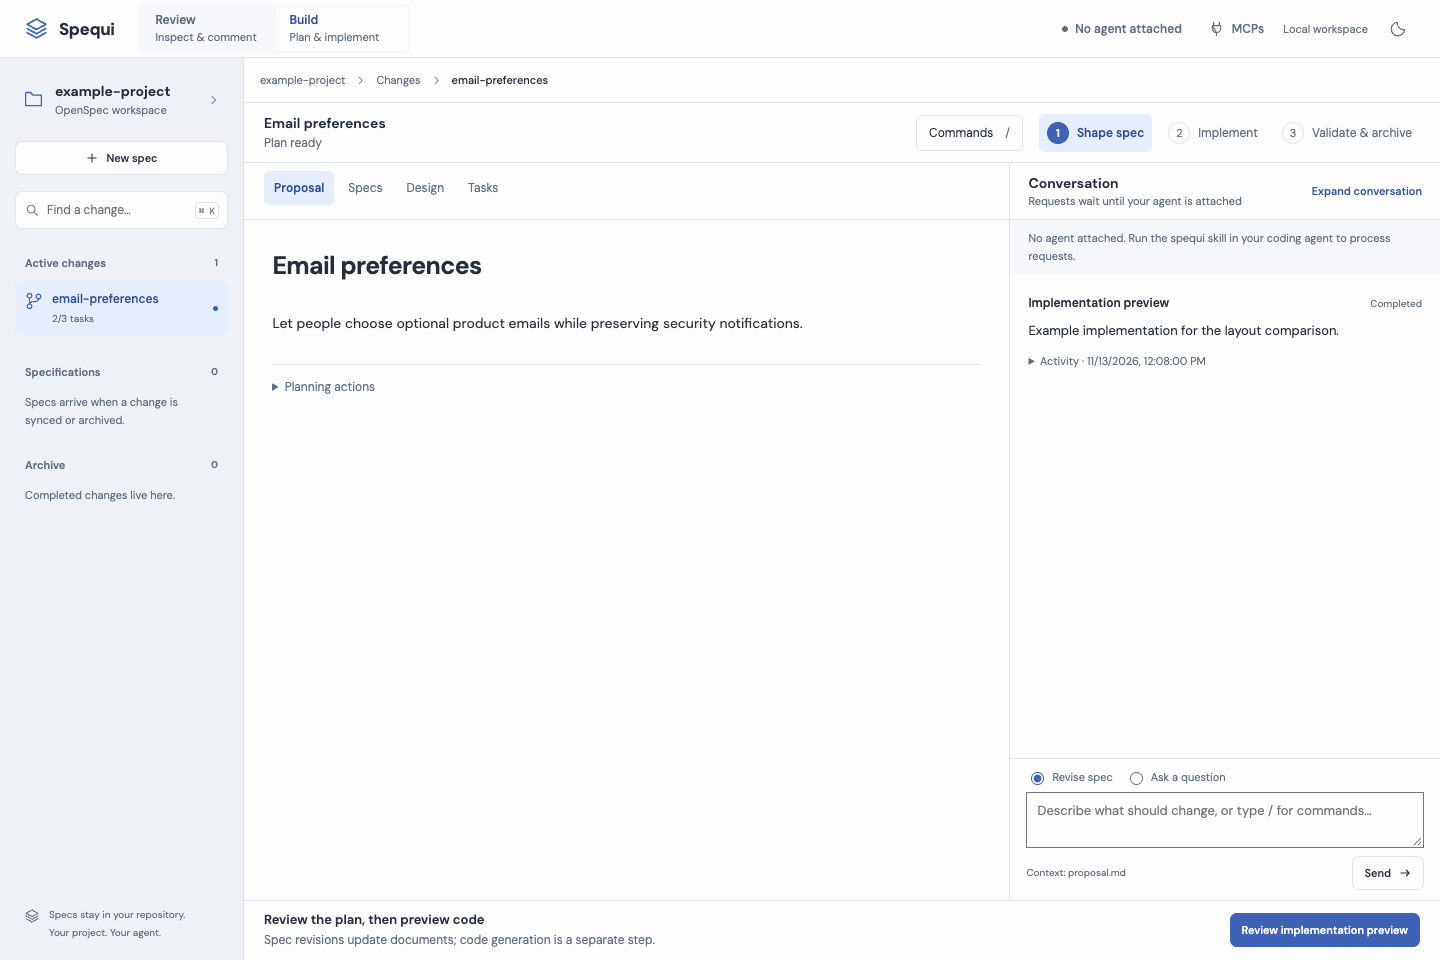 Spequi
Review
Inspect & comment
Build
Plan & implement
No agent attached
MCPs
Local workspace
example-project
OpenSpec workspace
New spec
Find a change...
⌘ K
Active changes
1
email-preferences
2/3 tasks
Specifications
0
Specs arrive when a change is
synced or archived.
Archive
0
Completed changes live here.
Specs stay in your repository.
Your project. Your agent.
example-project
Changes
email-preferences
Email preferences
Plan ready
Commands /
1 Shape spec
2 Implement
3 Validate & archive
Proposal
Specs
Design
Tasks
Email preferences
Let people choose optional product emails while preserving security notifications.
Planning actions
Conversation
Requests wait until your agent is attached
Expand conversation
No agent attached. Run the spequi skill in your coding agent to process
requests.
Implementation preview
Completed
Example implementation for the layout comparison.
Activity · 11/13/2026, 12:08:00 PM
Revise spec
Ask a question
Describe what should change, or type / for commands...
Context: proposal.md
Send
Review the plan, then preview code
Spec revisions update documents; code generation is a separate step.
Review implementation preview